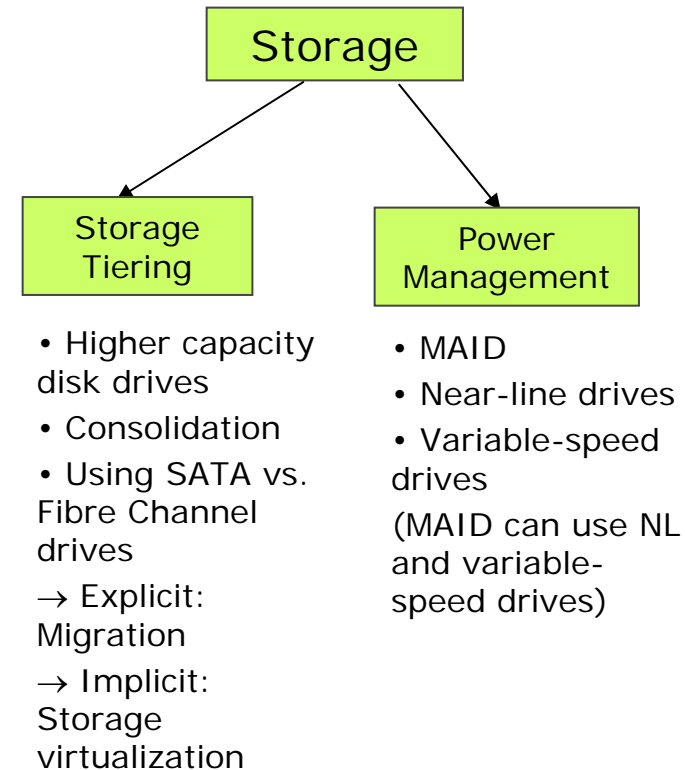 Storage
Storage
Tiering
• Higher capacity
disk drives
• Consolidation
• Using SATA vs.
Fibre Channel
drives
→ Explicit:
Migration
→ Implicit:
Storage
virtualization
Power
Management
• MAID
• Near-line drives
• Variable-speed
drives
(MAID can use NL
and variable-
speed drives)